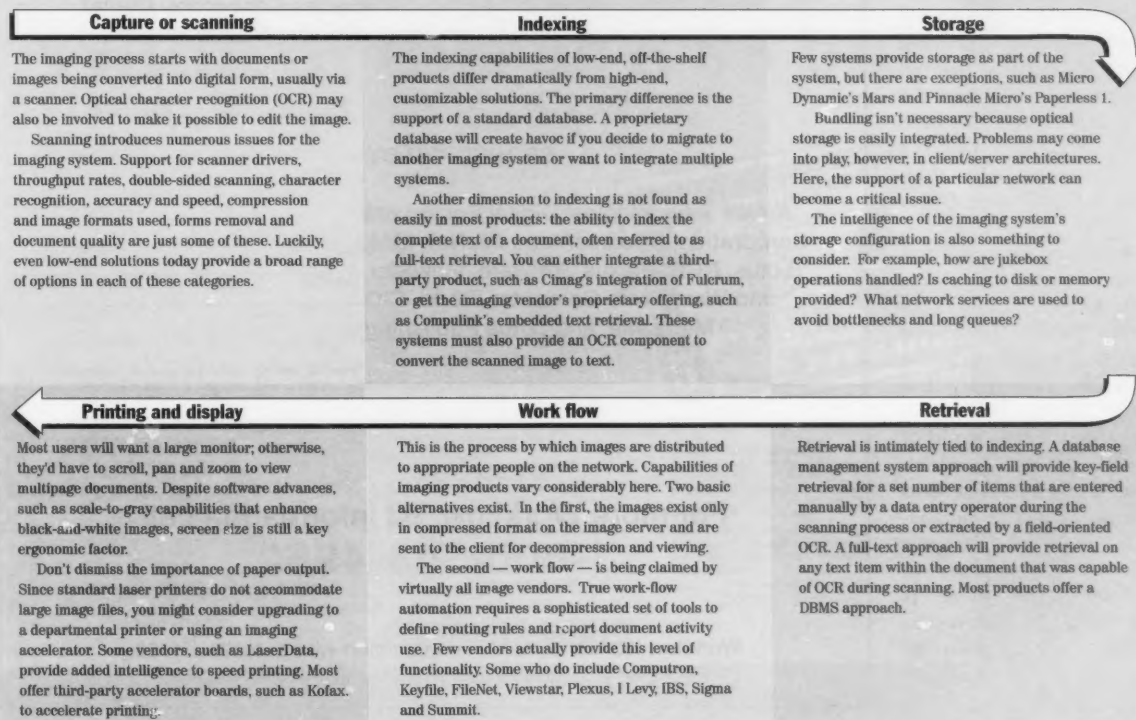 Capture or scanning
The imaging process starts with documents or
images being converted into digital form, usually via
a scanner. Optical character recognition (OCR) may
also be involved to make it possible to edit the image.
Scanning introduces numerous issues for the
imaging system. Support for scanner drivers,
throughput rates, double-sided scanning, character
recognition, accuracy and speed, compression
and image formats used, forms removal and
document quality are just some of these. Luckily,
even low-end solutions today provide a broad range
of options in each of these categories.
Indexing
The indexing capabilities of low-end, off-the-shelf
products differ dramatically from high-end,
customizable solutions. The primary difference is the
support of a standard database. A proprietary
database will create havoc if you decide to migrate to
another imaging system or want to integrate multiple
systems.
Another dimension to indexing is not found as
easily in most products: the ability to index the
complete text of a document, often referred to as
full-text retrieval. You can either integrate a third-
party product, such as Cimag's integration of Fulcrum,
or get the imaging vendor's proprietary offering, such
as Compulink's embedded text retrieval. These
systems must also provide an OCR component to
convert the scanned image to text.
Storage
Few systems provide storage as part of the
system, but there are exceptions, such as Micro
Dynamic's Mars and Pinnacle Micro's Paperless 1.
Bundling isn't necessary because optical
storage is easily integrated. Problems may come
into play, however, in client/server architectures.
Here, the support of a particular network can
become a critical issue.
The intelligence of the imaging system's
storage configuration is also something to
consider. For example, how are jukebox
operations handled? Is caching to disk or memory
provided? What network services are used to
avoid bottlenecks and long queues?
Retrieval
Retrieval is intimately tied to indexing. A database
management system approach will provide key-field
retrieval for a set number of items that are entered
manually by a data entry operator during the
scanning process or extracted by a field-oriented
OCR. A full-text approach will provide retrieval on
any text item within the document that was capable
of OCR during scanning. Most products offer a
DBMS approach.
Work flow
This is the process by which images are distributed
to appropriate people on the network. Capabilities of
imaging products vary considerably here. Two basic
alternatives exist. In the first, the images exist only
in compressed format on the image server and are
sent to the client for decompression and viewing.
The second — work flow — is being claimed by
virtually all image vendors. True work-flow
automation requires a sophisticated set of tools to
define routing rules and report document activity
use. Few vendors actually provide this level of
functionality. Some who do include Computron,
Keyfile, FileNet, Viewstar, Plexus, I Levy, IBS, Sigma
and Summit.
Printing and display
Most users will want a large monitor; otherwise,
they'd have to scroll, pan and zoom to view
multipage documents. Despite software advances,
such as scale-to-gray capabilities that enhance
black-and-white images, screen size is still a key
ergonomic factor.
Don't dismiss the importance of paper output.
Since standard laser printers do not accommodate
large image files, you might consider upgrading to
a departmental printer or using an imaging
accelerator. Some vendors, such as LaserData,
provide added intelligence to speed printing. Most
offer third-party accelerator boards, such as Kofax.
to accelerate printing.